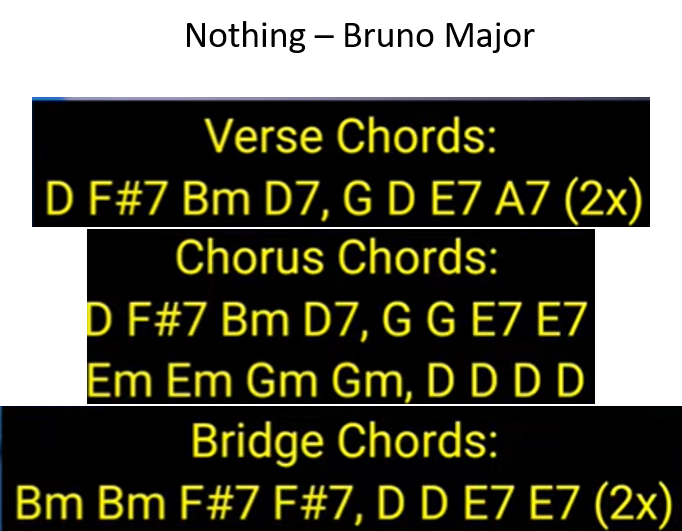 Nothing – Bruno Major
Verse Chords:
D F#7 Bm D7, G D E7 A7 (2x)
Chorus Chords:
D F#7 Bm D7, G G E7 E7
Em Em Gm Gm, D D D D
Bridge Chords:
Bm Bm F#7 F#7, D D E7 E7 (2x)